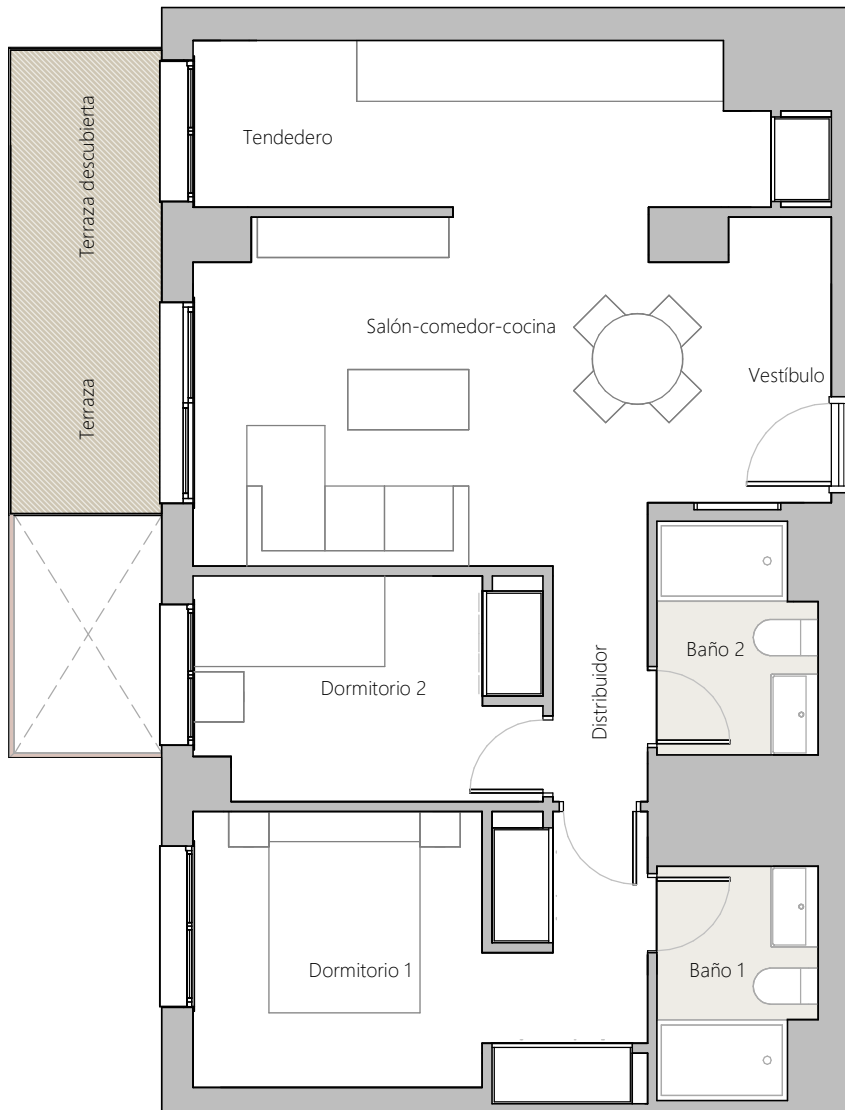 Terraza descubierta
Tendedero
Salón-comedor-cocina
Vestíbulo
Terraza
Distribuidor
Baño 2
Dormitorio 2
Dormitorio 1
Baño 1